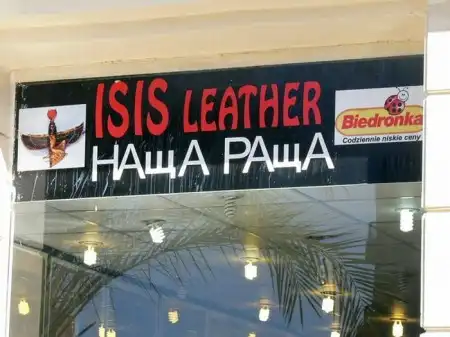 ISIS LEATHER
НАщА РАщА
Biedronka
Codziennie niskie ceny